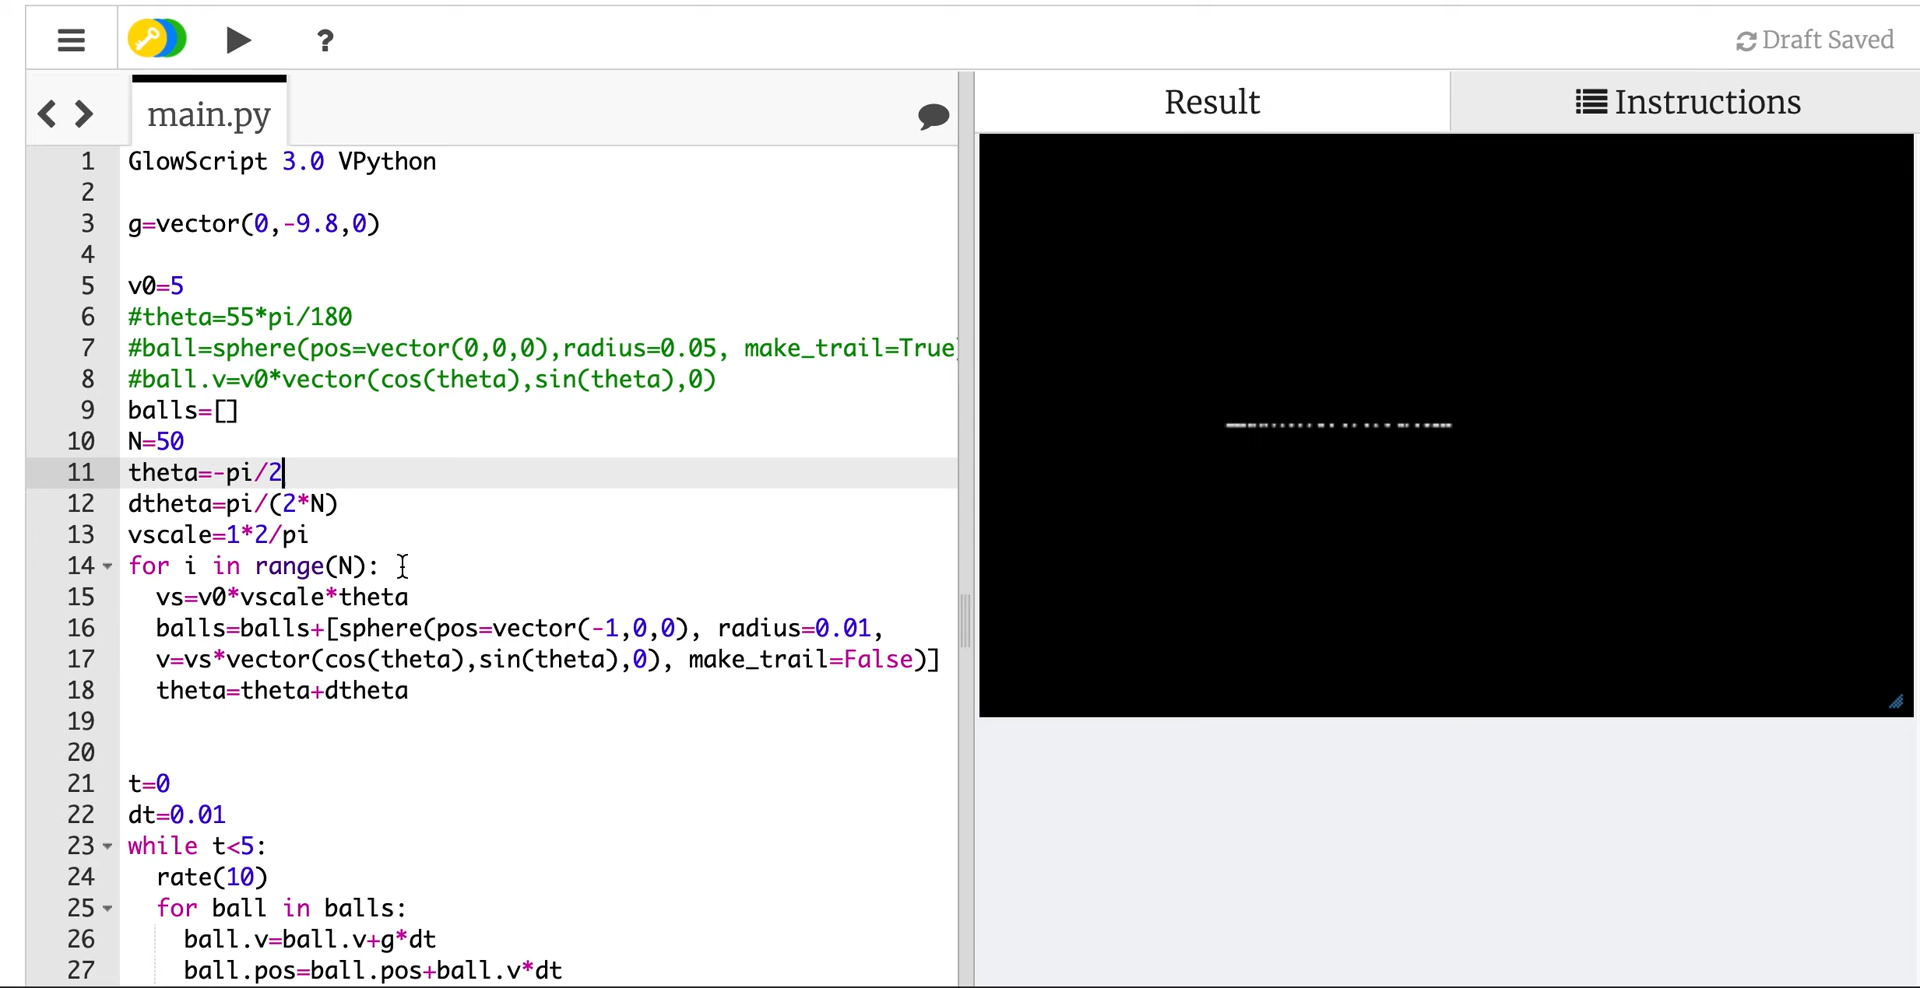 ?
Draft Saved
main.py
Result
Instructions
1 GlowScript 3.0 VPython
2
3 g=vector(0,-9.8,0)
4
5 v0=5
6 #theta=55*pi/180
7 #ball=sphere(pos=vector(0,0,0),radius=0.05, make_trail=True)
8 #ball.v=v0*vector(cos(theta),sin(theta),0)
9 balls=[]
10 N=50
11 theta=-pi/2
12 dtheta=pi/(2*N)
13 vscale=1*2/pi
14 for i in range(N):
15 vs=v0*vscale*theta
16 balls=balls+[sphere(pos=vector(-1,0,0), radius=0.01,
17 v=vs*vector(cos(theta),sin(theta),0), make_trail=False)]
18 theta=theta+dtheta
19
20
21 t=0
22 dt=0.01
23 while t<5:
24 rate(10)
25 for ball in balls:
26 ball.v=ball.v+g*dt
27 ball.pos=ball.pos+ball.v*dt